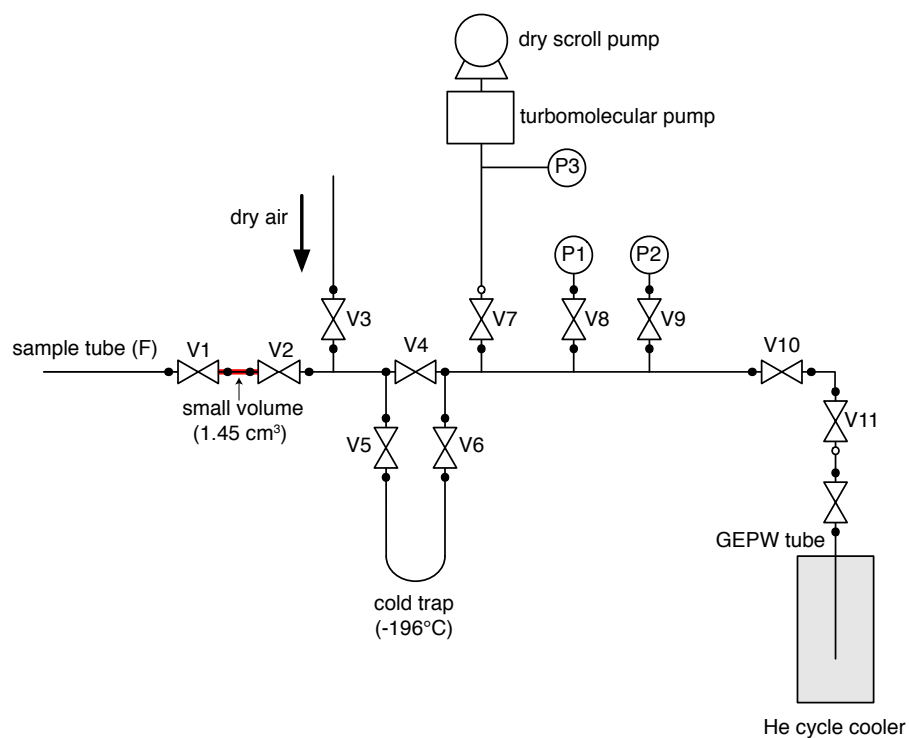 dry scroll pump
turbomolecular pump
P3
dry air
P1
P2
V3
V7
V8
V9
sample tube (F)
V1
V2
V4
V10
small volume
(1.45 cm³)
V5
V6
V11
GEPW tube
cold trap
(-196°C)
He cycle cooler